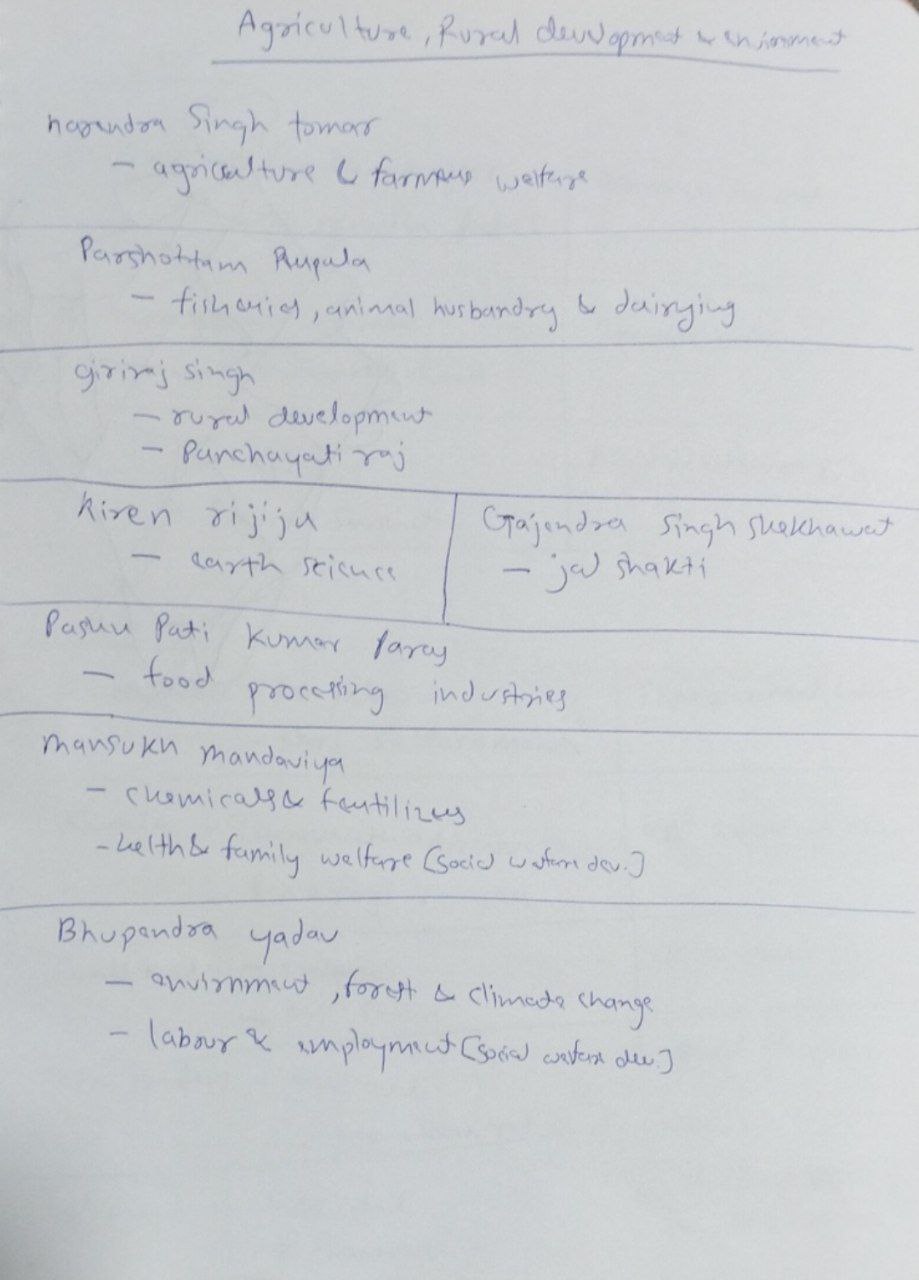 Agriculture, Rural development & enironment
narendra Singh tomar
- agriculture & farmers welfare
Parshottam Rupala
- fisheries, animal husbandry & dairying
giriraj singh
- rural development
- Panchayati raj
kiren rijiju
- earth science
Gajendra Singh Shekhawat
- jal shakti
Pashu Pati Kumar Paras
- food processing industries
mansukh mandaviya
- chemicals & fertilizers
- helth & family welfare [social welfare dev.]
Bhupendra yadav
- environment, forest & climate change
- labour & employment [social welfare dev.]